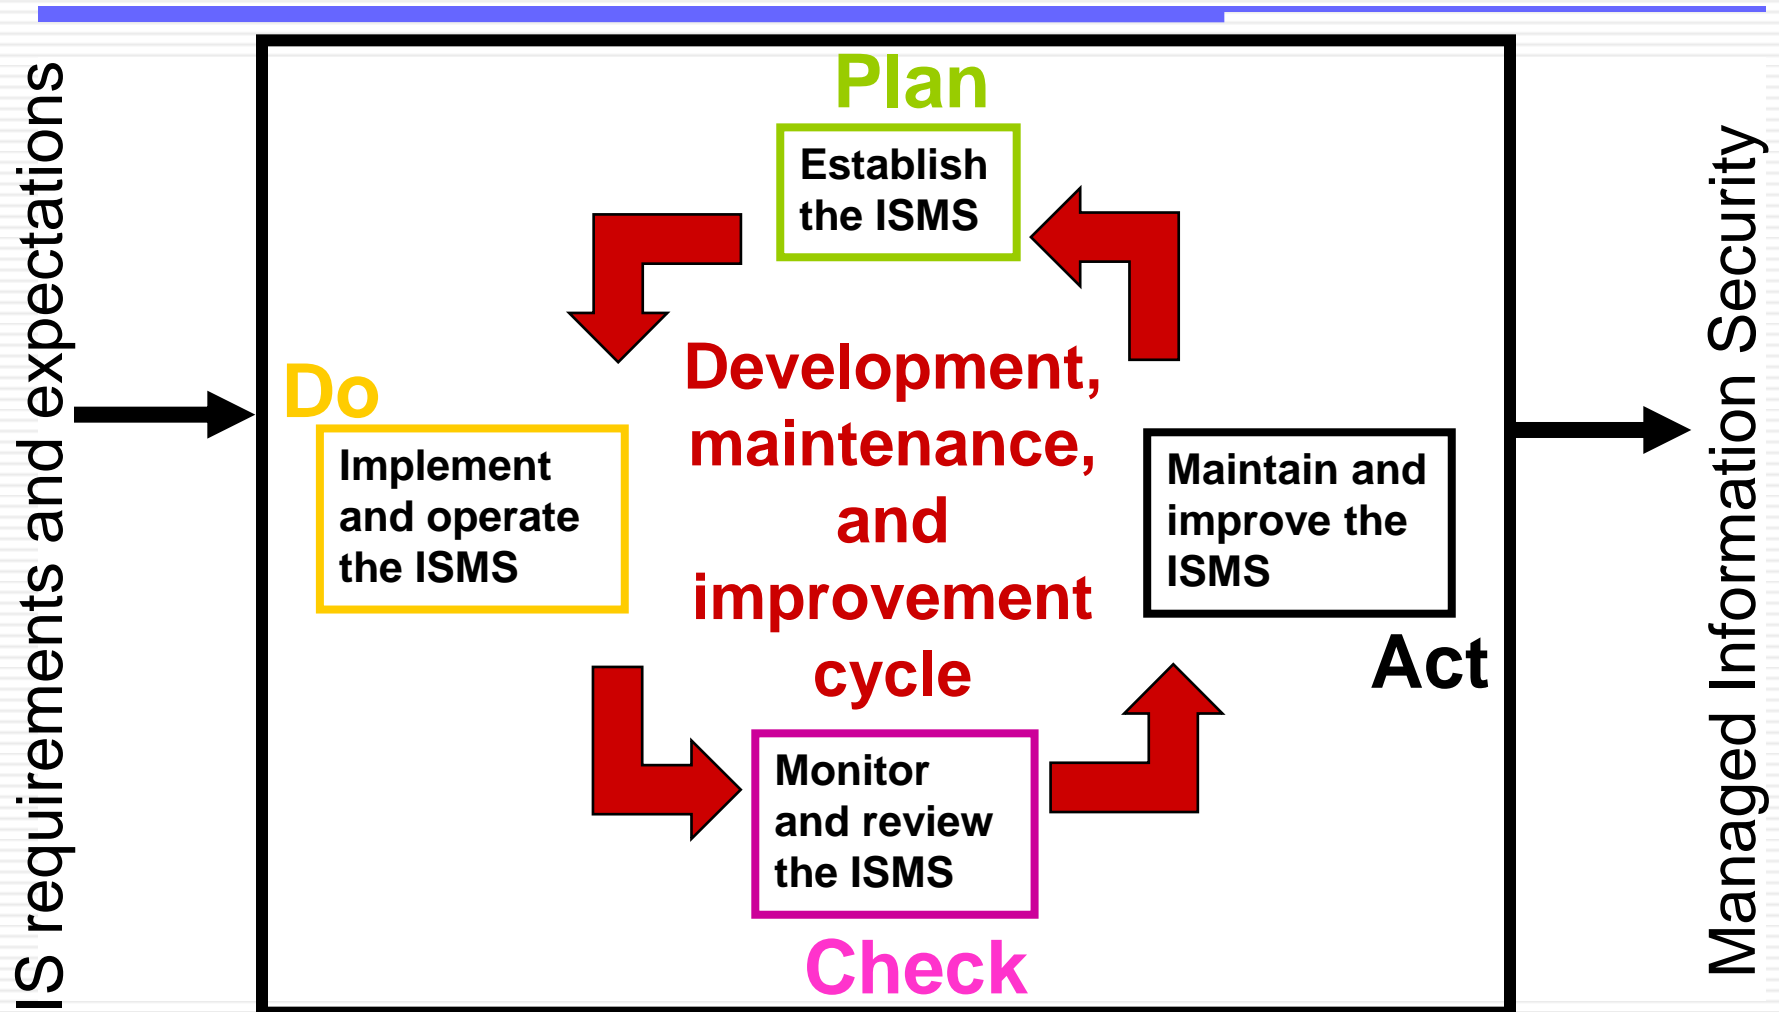 IS requirements and expectations
Plan
Establish
the ISMS
Do
Implement
and operate
the ISMS
Development,
maintenance,
and
improvement
cycle
Maintain and
improve the
ISMS
Act
Monitor
and review
the ISMS
Check
Managed Information Security